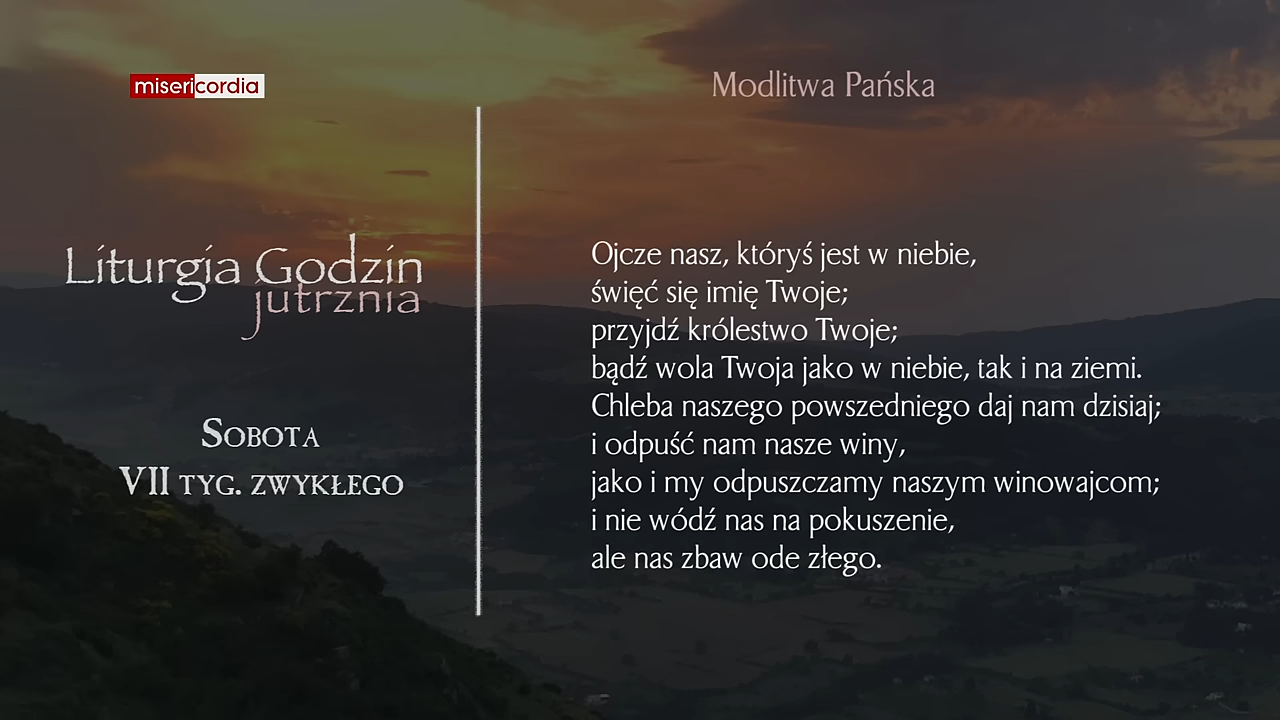 misericordia
Liturgia Godzin
jutrznia
Sobota
VII tyg. zwykłego
Modlitwa Pańska
Ojcze nasz, któryś jest w niebie,
święć się imię Twoje;
przyjdź królestwo Twoje;
bądź wola Twoja jako w niebie, tak i na ziemi.
Chleba naszego powszedniego daj nam dzisiaj;
i odpuść nam nasze winy,
jako i my odpuszczamy naszym winowajcom;
i nie wódź nas na pokuszenie,
ale nas zbaw ode złego.